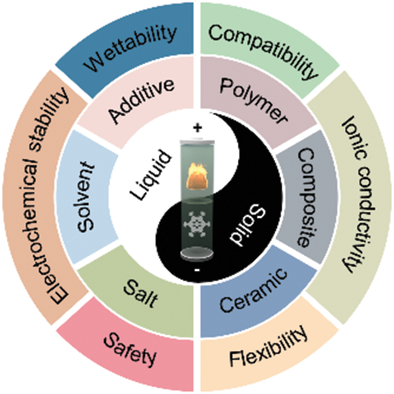 Wettability
Compatibility
Additive
Polymer
Electrochemical stability
Ionic conductivity
Solvent
Composite
+
Liquid
Solid
-
Salt
Ceramic
Safety
Flexibility